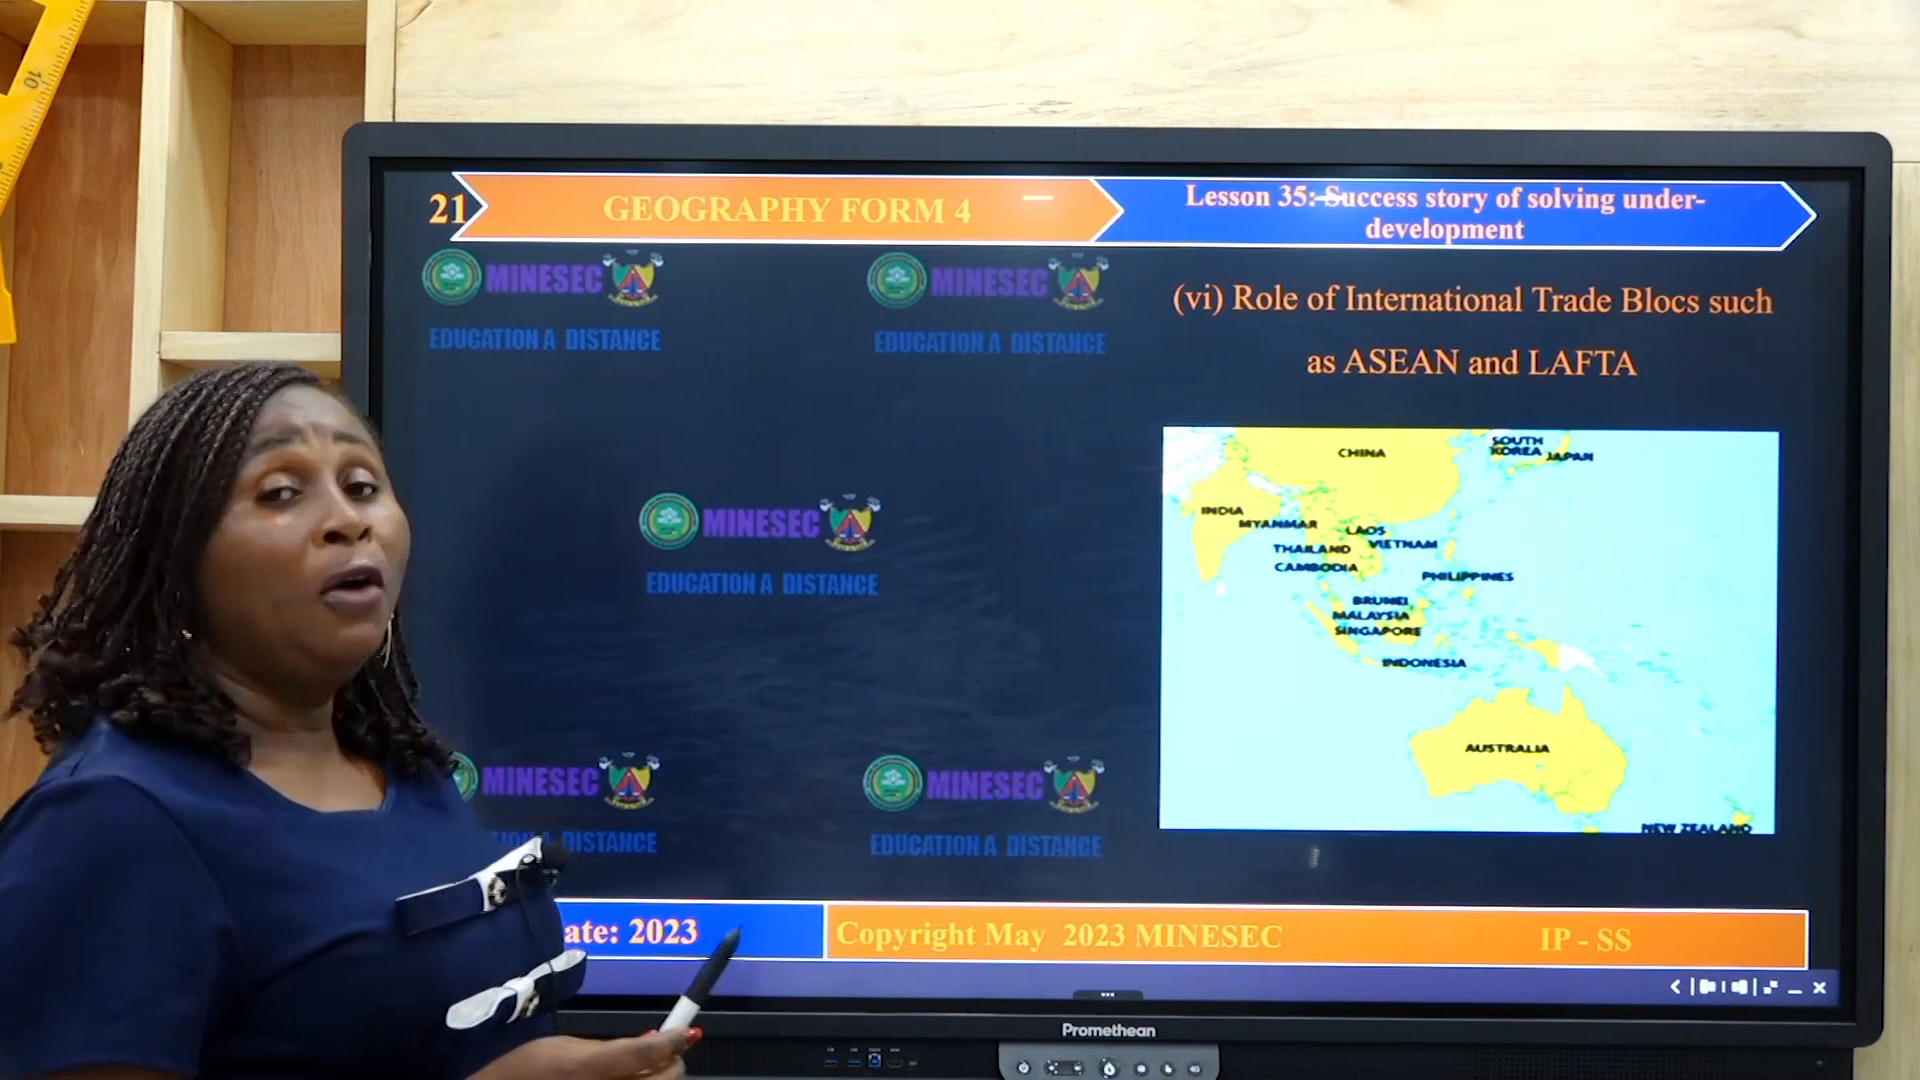 21
GEOGRAPHY FORM 4
Lesson 35: Success story of solving under-
development
MINESEC
EDUCATION A DISTANCE
MINESEC
EDUCATION A DISTANCE
(vi) Role of International Trade Blocs such
as ASEAN and LAFTA
MINESEC
EDUCATION A DISTANCE
CHINA
SOUTH
KOREA
JAPAN
INDIA
MYANMAR
LAOS
VIETNAM
THAILAND
CAMBODIA
PHILIPPINES
BRUNEI
MALAYSIA
SINGAPORE
INDONESIA
AUSTRALIA
NEW ZEALAND
MINESEC
DISTANCE
MINESEC
EDUCATION A DISTANCE
ate: 2023
Copyright May 2023 MINESEC
IP - SS
Promethean
10